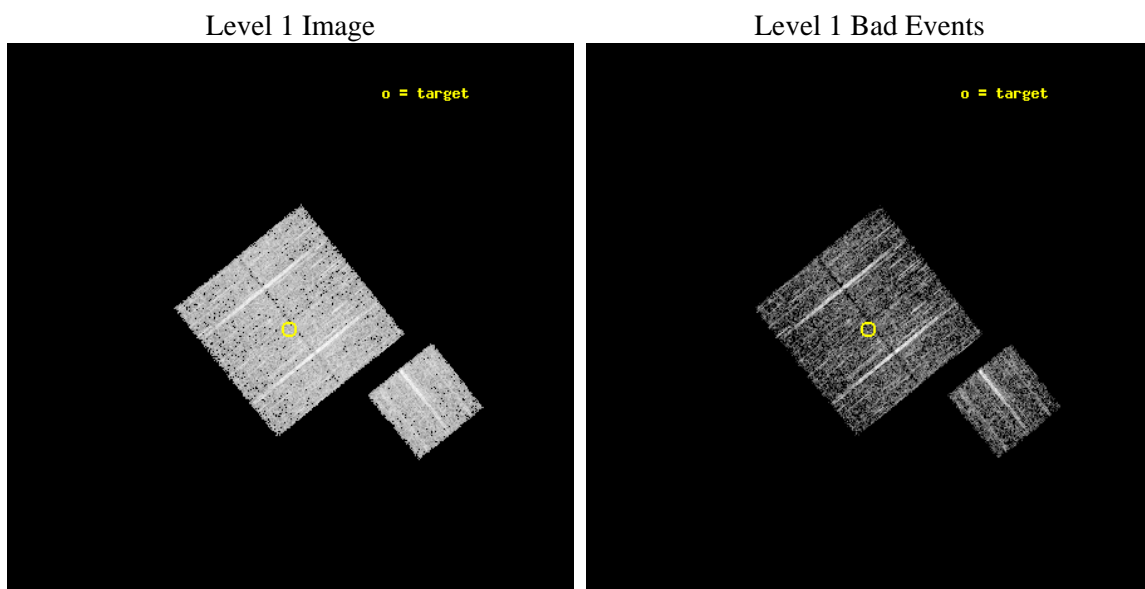 Level 1 Image
Level 1 Bad Events
o = target
o = target